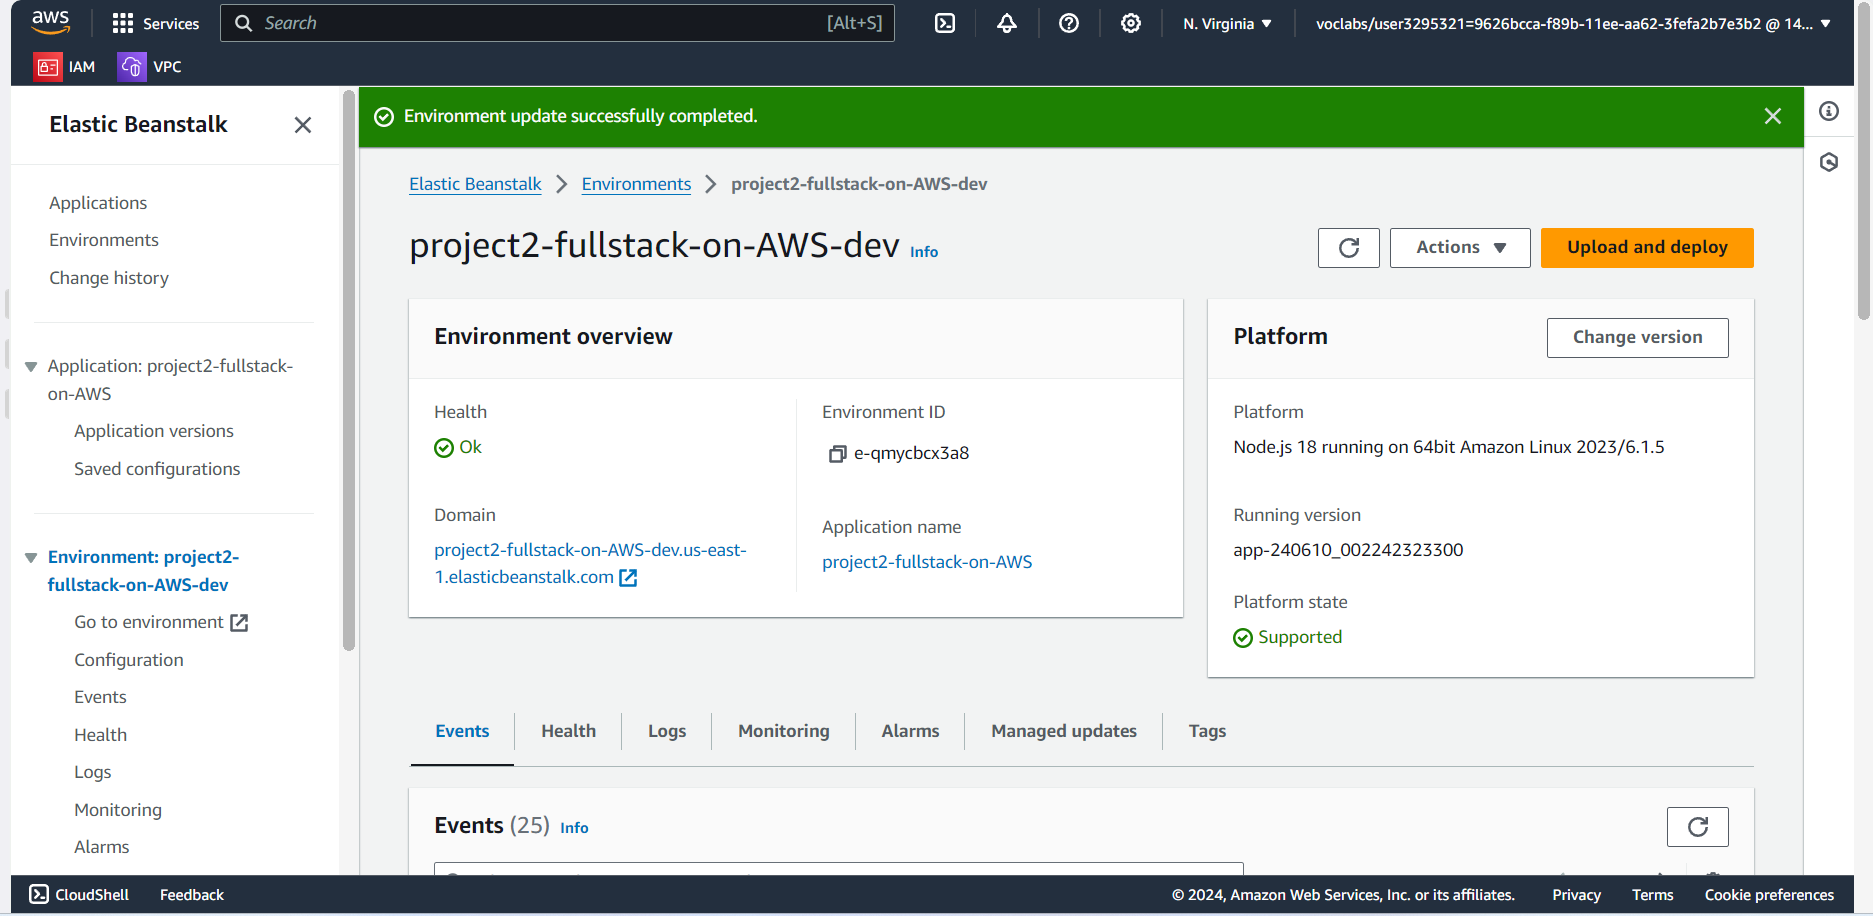 aws
Services
Search
[Alt+S]
N. Virginia
voclabs/user3295321=9626bcca-f89b-11ee-aa62-3fefa2b7e3b2 @ 14...
IAM
VPC
Elastic Beanstalk
Applications
Environments
Change history
Application: project2-fullstack-
on-AWS
Application versions
Saved configurations
Environment: project2-
fullstack-on-AWS-dev
Go to environment
Configuration
Events
Health
Logs
Monitoring
Alarms
Environment update successfully completed.
Elastic Beanstalk
Environments
project2-fullstack-on-AWS-dev
project2-fullstack-on-AWS-dev Info
Actions
Upload and deploy
Environment overview
Health
Ok
Domain
project2-fullstack-on-AWS-dev.us-east-
1.elasticbeanstalk.com
Environment ID
e-qmycbcx3a8
Application name
project2-fullstack-on-AWS
Platform
Change version
Platform
Node.js 18 running on 64bit Amazon Linux 2023/6.1.5
Running version
app-240610_002242323300
Platform state
Supported
Events
Health
Logs
Monitoring
Alarms
Managed updates
Tags
Events (25) Info
CloudShell
Feedback
© 2024, Amazon Web Services, Inc. or its affiliates.
Privacy
Terms
Cookie preferences